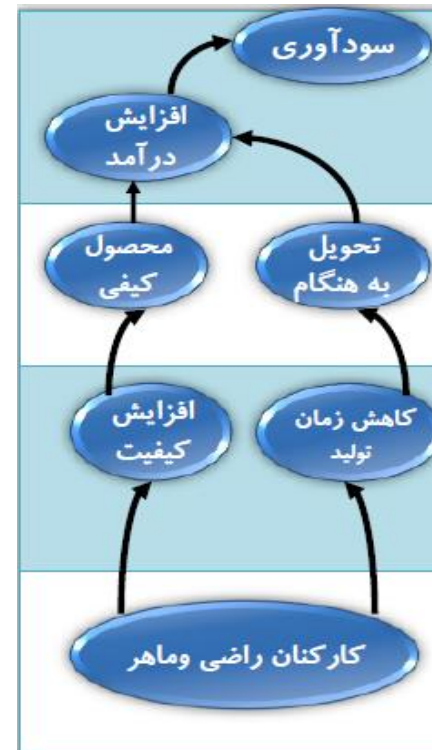 سودآوری
افزایش
درآمد
تحویل
به هنگام
محصول
کیفی
کاهش زمان
تولید
افزایش
کیفیت
کارکنان راضی وماهر